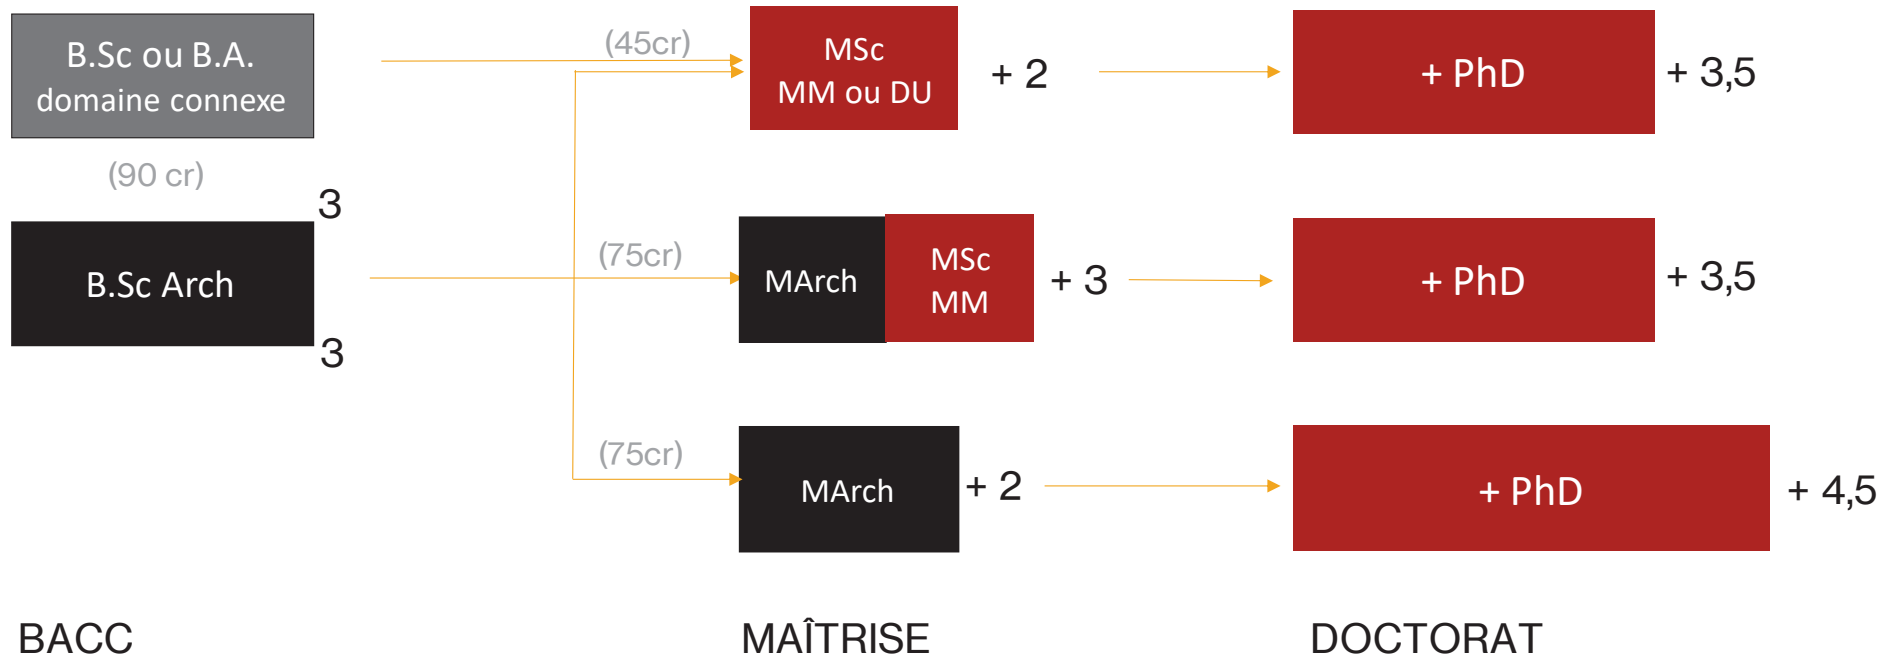 B.Sc ou B.A.
domaine connexe
(90 cr)
3
B.Sc Arch
3
(45cr)
MSc
MM ou DU
+ 2
+ PhD
+ 3,5
(75cr)
MArch
MSc
MM
+ 3
+ PhD
+ 3,5
(75cr)
MArch
+ 2
+ PhD
+ 4,5
BACC
MAÎTRISE
DOCTORAT